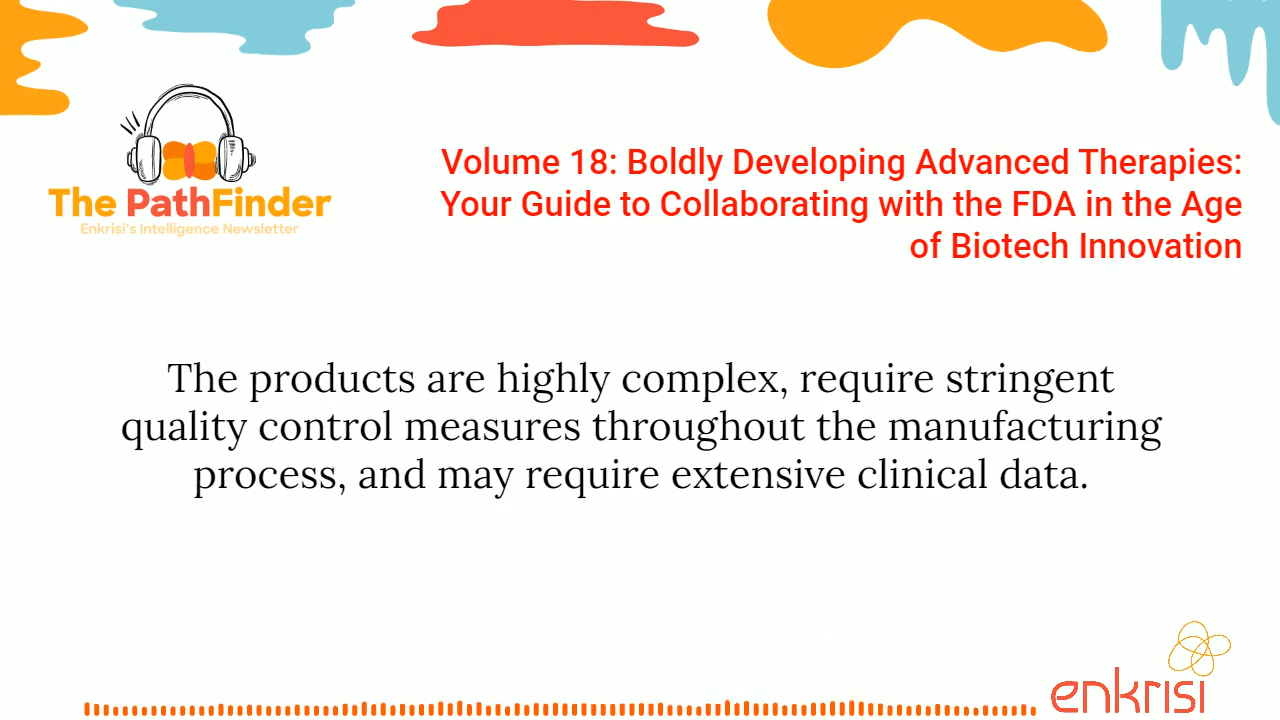 The PathFinder
Enkrisi's Intelligence Newsletter
Volume 18: Boldly Developing Advanced Therapies:
Your Guide to Collaborating with the FDA in the Age
of Biotech Innovation
The products are highly complex, require stringent
quality control measures throughout the manufacturing
process, and may require extensive clinical data.
enkrisi